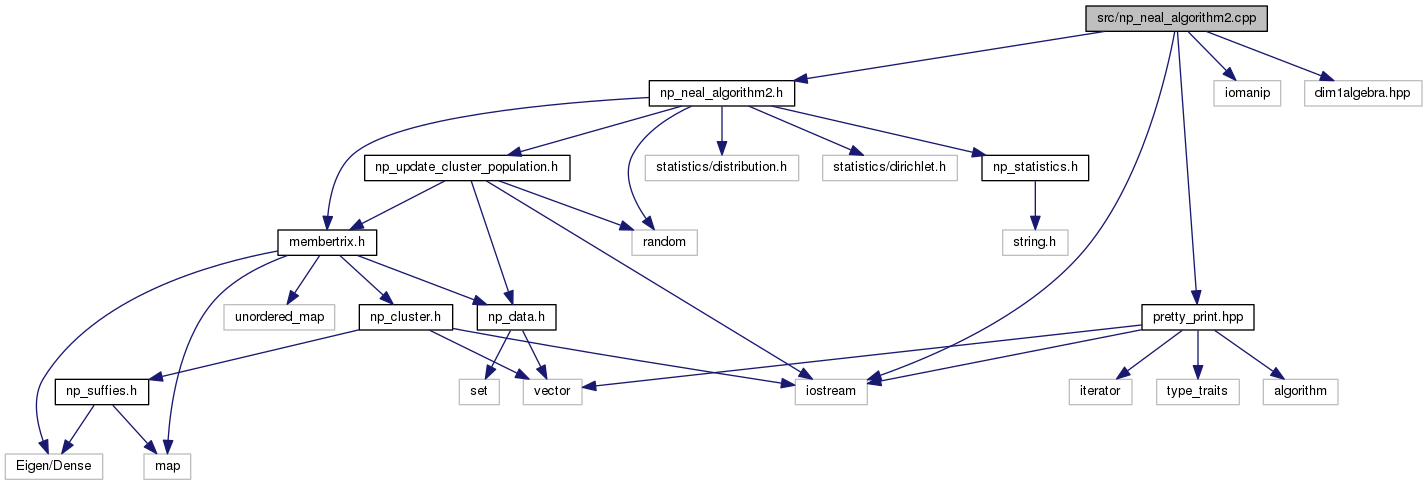 src/np_neal_algorithm2.cpp
np_neal_algorithm2.h
iomanip
dim1algebra.hpp
np_update_cluster_population.h
statistics/distribution.h
statistics/dirichlet.h
np_statistics.h
membertrix.h
random
string.h
unordered_map
np_cluster.h
np_data.h
pretty_print.hpp
np_suffies.h
set
vector
iostream
iterator
type_traits
algorithm
Eigen/Dense
map